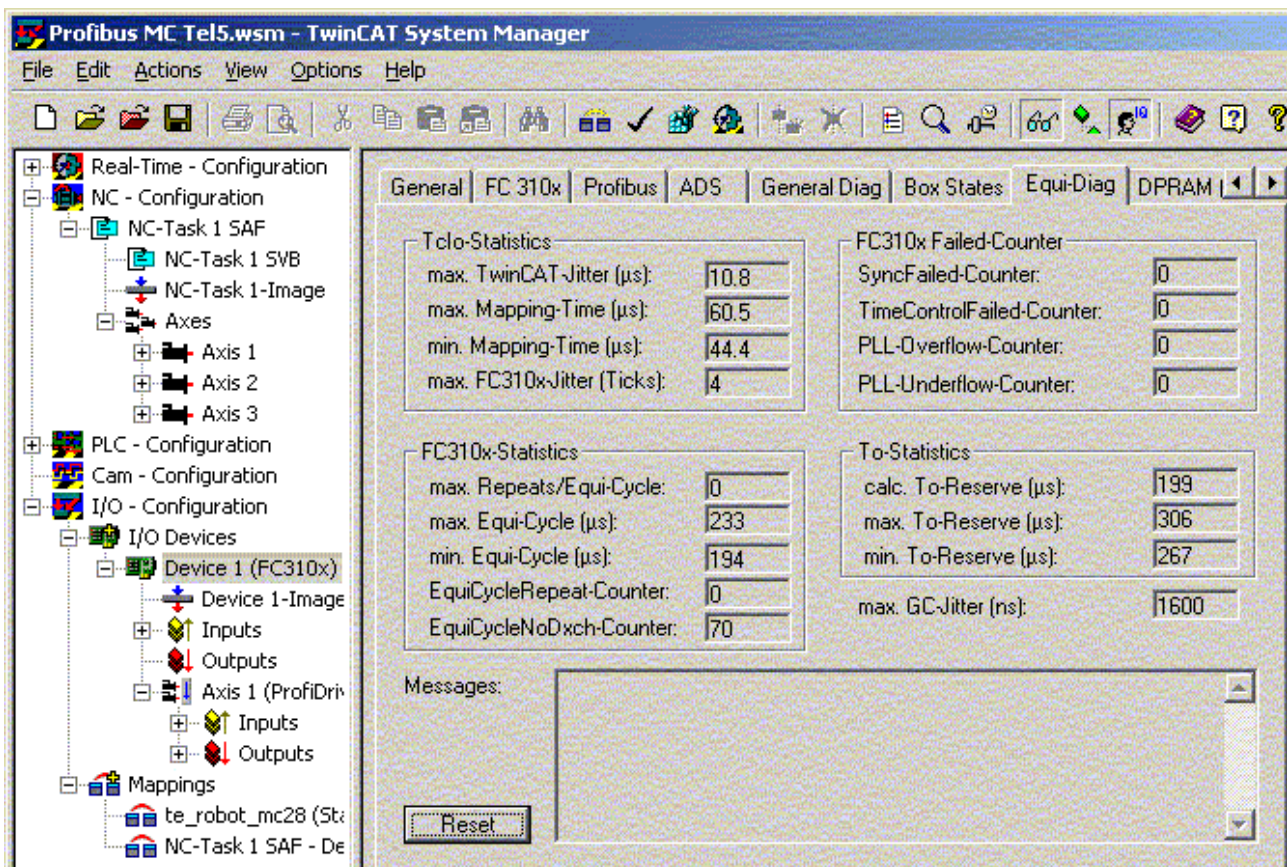 Profibus MC Tel5.wsm - TwinCAT System Manager
File Edit Actions View Options Help
Real-Time - Configuration
NC - Configuration
NC-Task 1 SAF
NC-Task 1 SVB
NC-Task 1-Image
Axes
Axis 1
Axis 2
Axis 3
PLC - Configuration
Cam - Configuration
I/O - Configuration
I/O Devices
Device 1 (FC310x)
Device 1-Image
Inputs
Outputs
Axis 1 (ProfiDriv
Inputs
Outputs
Mappings
te_robot_mc28 (Sta
NC-Task 1 SAF - De
General FC 310x Profibus ADS General Diag Box States Equi-Diag DPRAM (
TcIo-Statistics
max. TwinCAT-Jitter (µs): 10.8
max. Mapping-Time (µs): 60.5
min. Mapping-Time (µs): 44.4
max. FC310x-Jitter (Ticks): 4
FC310x Failed-Counter
SyncFailed-Counter: 0
TimeControlFailed-Counter: 0
PLL-Overflow-Counter: 0
PLL-Underflow-Counter: 0
FC310x-Statistics
max. Repeats/Equi-Cycle: 0
max. Equi-Cycle (µs): 233
min. Equi-Cycle (µs): 194
EquiCycleRepeat-Counter: 0
EquiCycleNoDxch-Counter: 70
To-Statistics
calc. To-Reserve (µs): 199
max. To-Reserve (µs): 306
min. To-Reserve (µs): 267
max. GC-Jitter (ns): 1600
Messages:
Reset